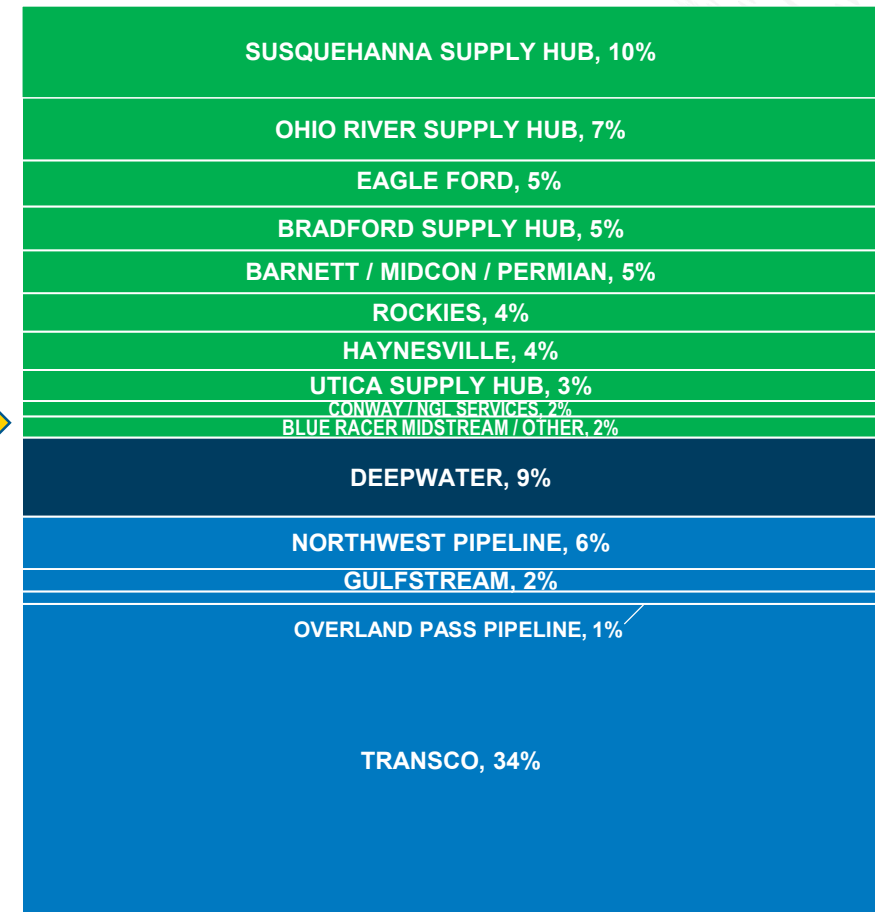 SUSQUEHANNA SUPPLY HUB, 10%
OHIO RIVER SUPPLY HUB, 7%
EAGLE FORD, 5%
BRADFORD SUPPLY HUB, 5%
BARNETT / MIDCON / PERMIAN, 5%
ROCKIES, 4%
HAYNESVILLE, 4%
UTICA SUPPLY HUB, 3%
CONWAY / NGL SERVICES, 2%
BLUE RACER MIDSTREAM / OTHER, 2%
DEEPWATER, 9%
NORTHWEST PIPELINE, 6%
GULFSTREAM, 2%
OVERLAND PASS PIPELINE, 1%
TRANSCO, 34%